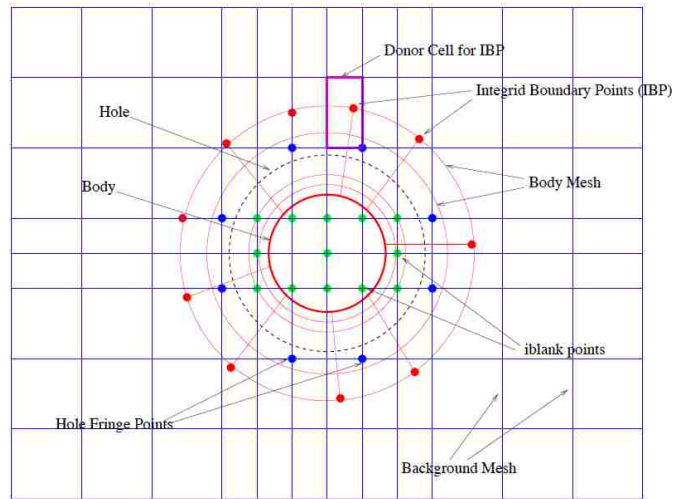 Donor Cell for IBP
Integrid Boundary Points (IBP)
Hole
Body
Body Mesh
iblank points
Hole Fringe Points
Background Mesh